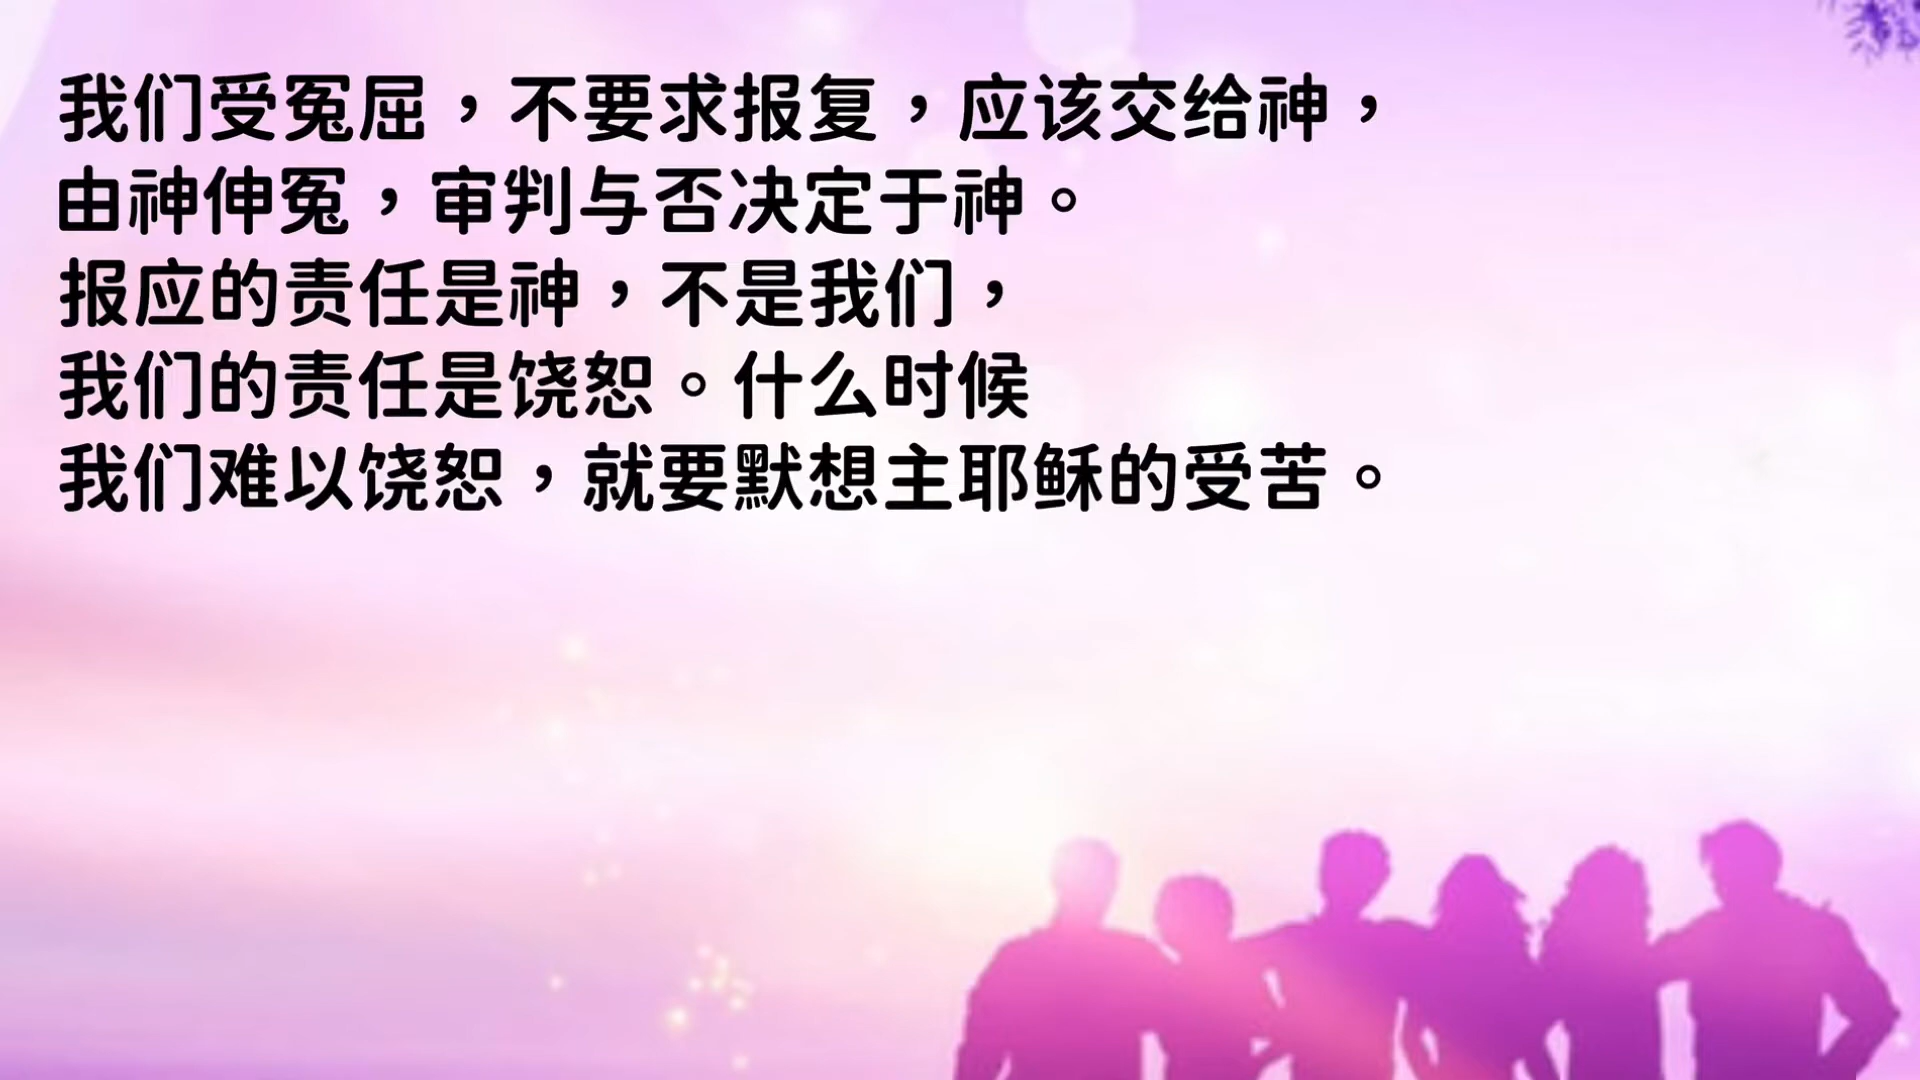 我们受冤屈，不要求报复，应该交给神，
由神伸冤，审判与否决定于神。
报应的责任是神，不是我们，
我们的责任是饶恕。什么时候
我们难以饶恕，就要默想主耶稣的受苦。